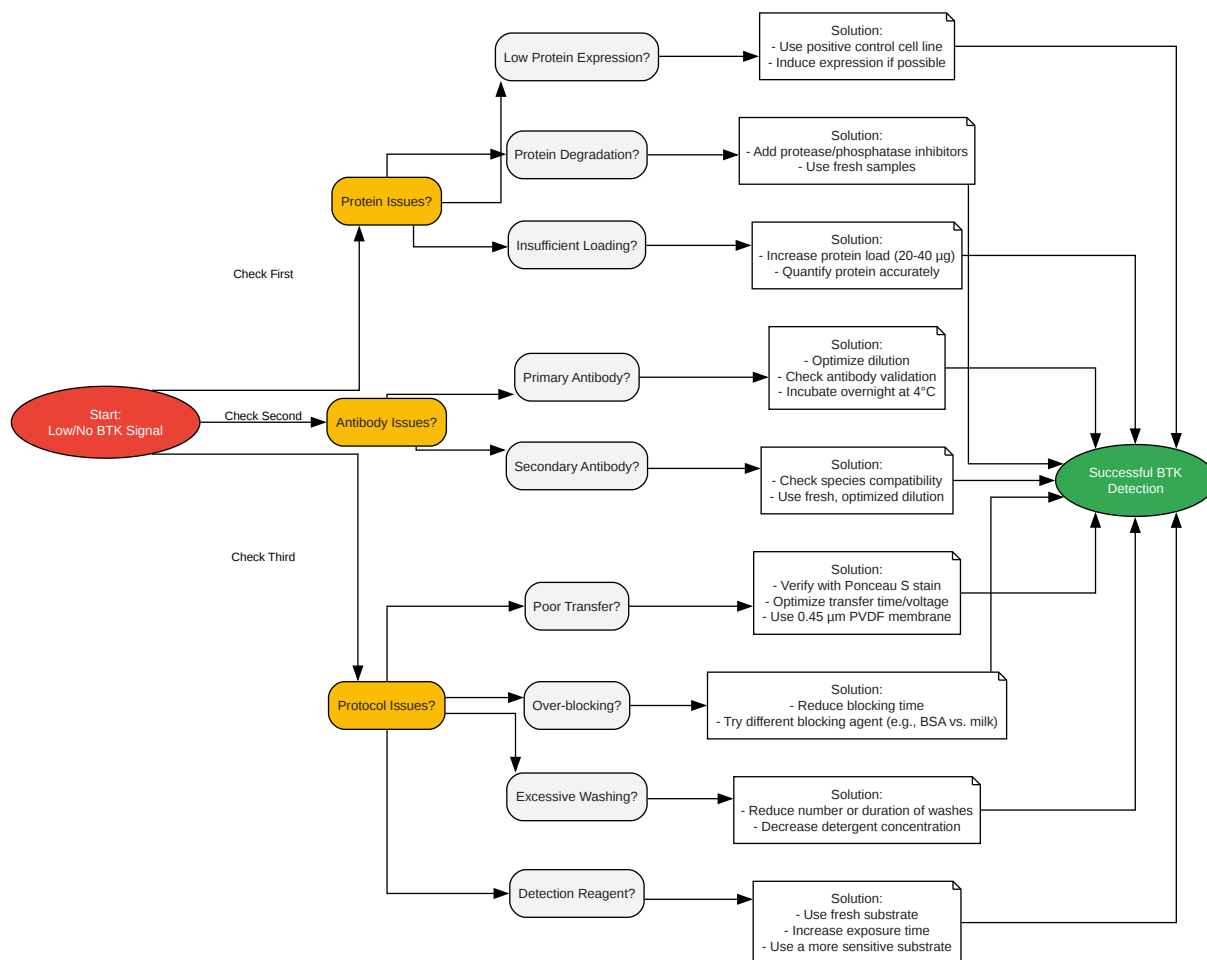 Low Protein Expression?
Solution:
- Use positive control cell line
- Induce expression if possible
Protein Degradation?
Solution:
- Add protease/phosphatase inhibitors
- Use fresh samples
Protein Issues?
Insufficient Loading?
Solution:
- Increase protein load (20-40 µg)
- Quantify protein accurately
Check First
Primary Antibody?
Solution:
- Optimize dilution
- Check antibody validation
- Incubate overnight at 4°C
Start:
Low/No BTK Signal
Check Second
Antibody Issues?
Secondary Antibody?
Solution:
- Check species compatibility
- Use fresh, optimized dilution
Successful BTK
Detection
Check Third
Poor Transfer?
Solution:
- Verify with Ponceau S stain
- Optimize transfer time/voltage
- Use 0.45 µm PVDF membrane
Protocol Issues?
Over-blocking?
Solution:
- Reduce blocking time
- Try different blocking agent (e.g., BSA vs. milk)
Excessive Washing?
Solution:
- Reduce number or duration of washes
- Decrease detergent concentration
Detection Reagent?
Solution:
- Use fresh substrate
- Increase exposure time
- Use a more sensitive substrate